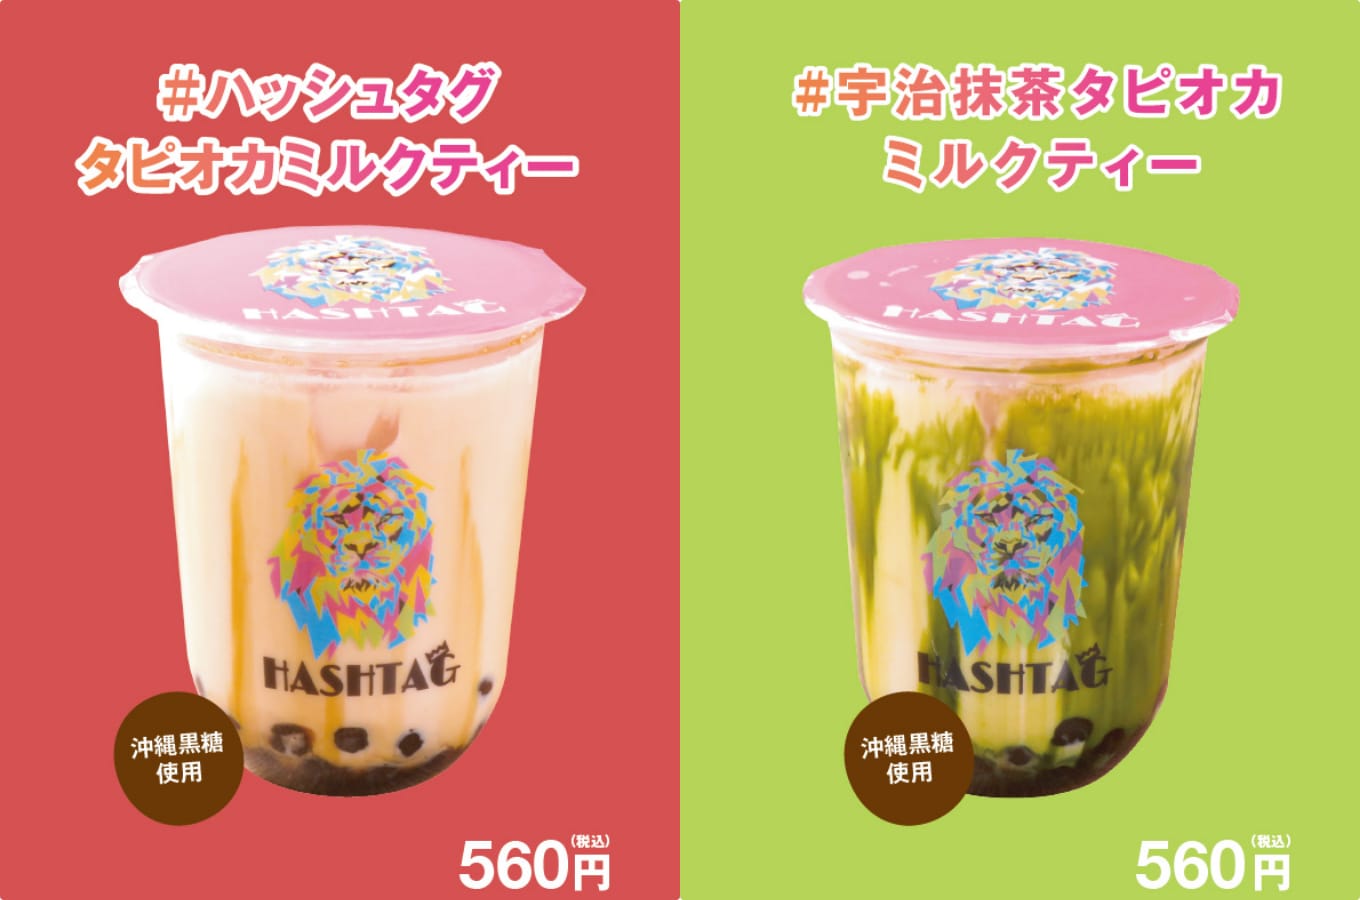 #ハッシュタグ
タピオカミルクティー
HASHTAG
HASHTAG
沖縄黒糖
使用
560円
(税込)
#宇治抹茶タピオカ
ミルクティー
HASHTAG
HASHTAG
沖縄黒糖
使用
560円
(税込)